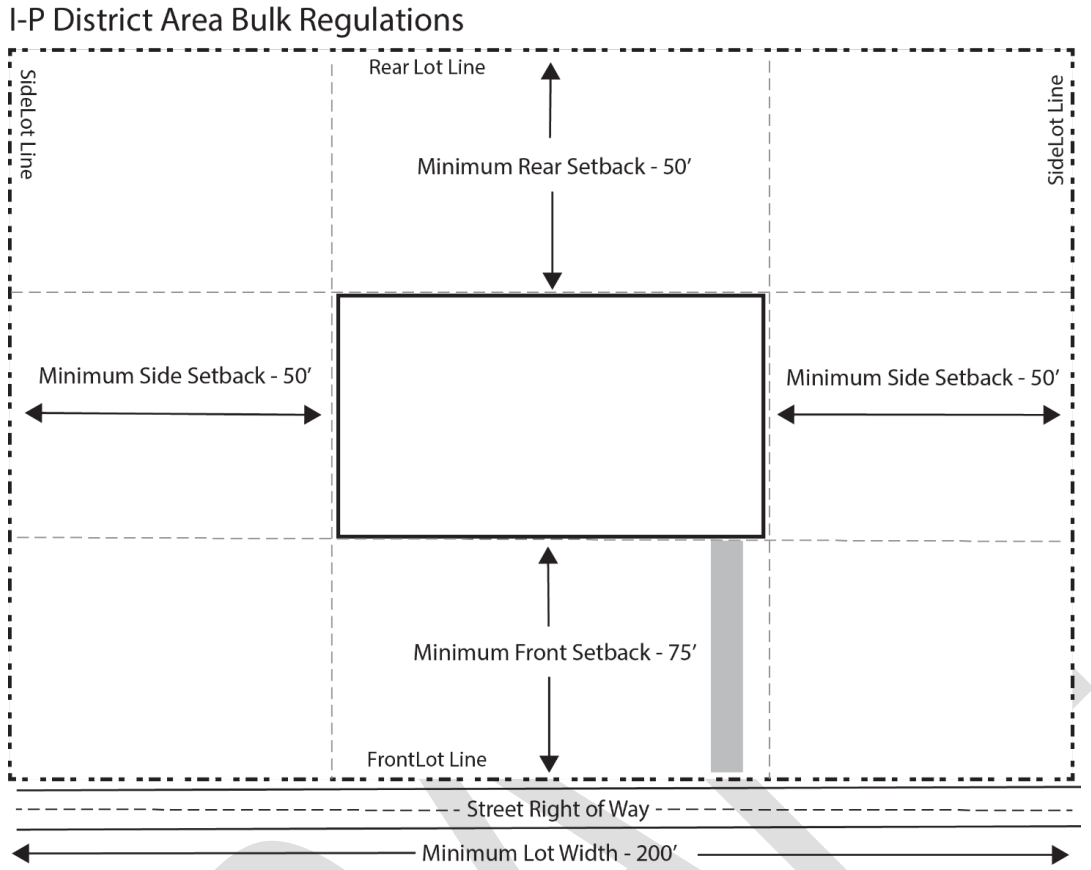 I-P District Area Bulk Regulations
Rear Lot Line
SideLot Line
SideLot Line
Minimum Rear Setback - 50'
Minimum Side Setback - 50'
Minimum Side Setback - 50'
Minimum Front Setback - 75'
FrontLot Line
Street Right of Way
Minimum Lot Width - 200'